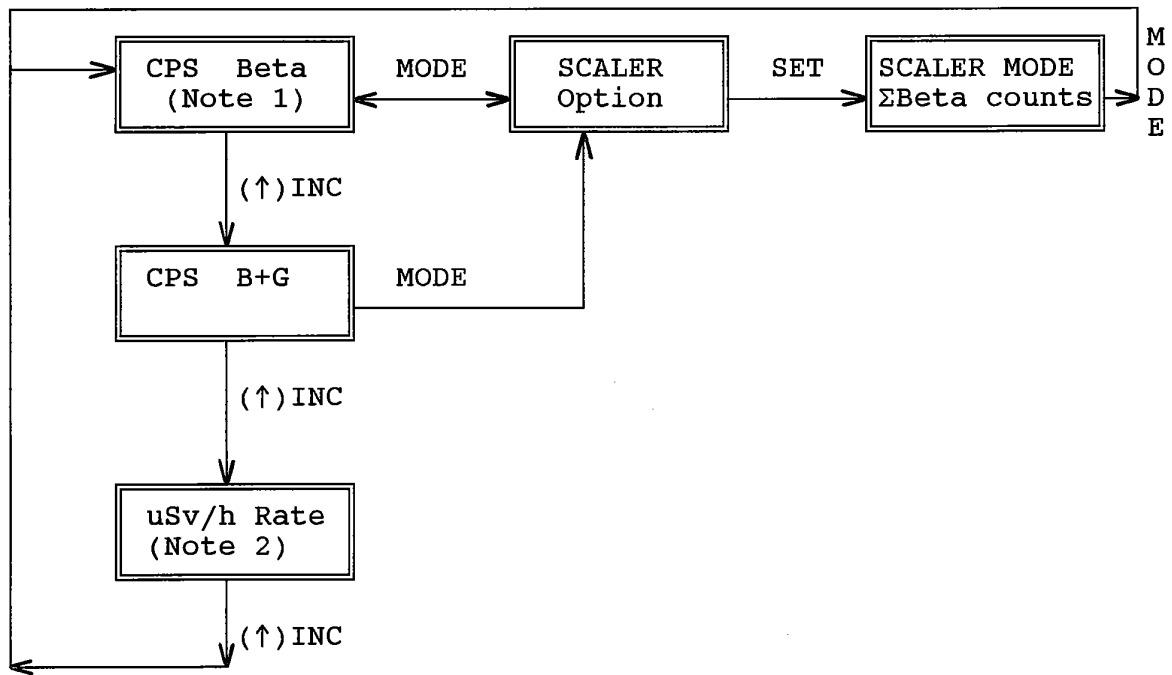 CPS Beta
(Note 1)
MODE
SCALER
Option
SET
SCALER MODE
ΣBeta counts
M
O
D
E
(↑)INC
CPS B+G
MODE
(↑)INC
uSv/h Rate
(Note 2)
(↑)INC